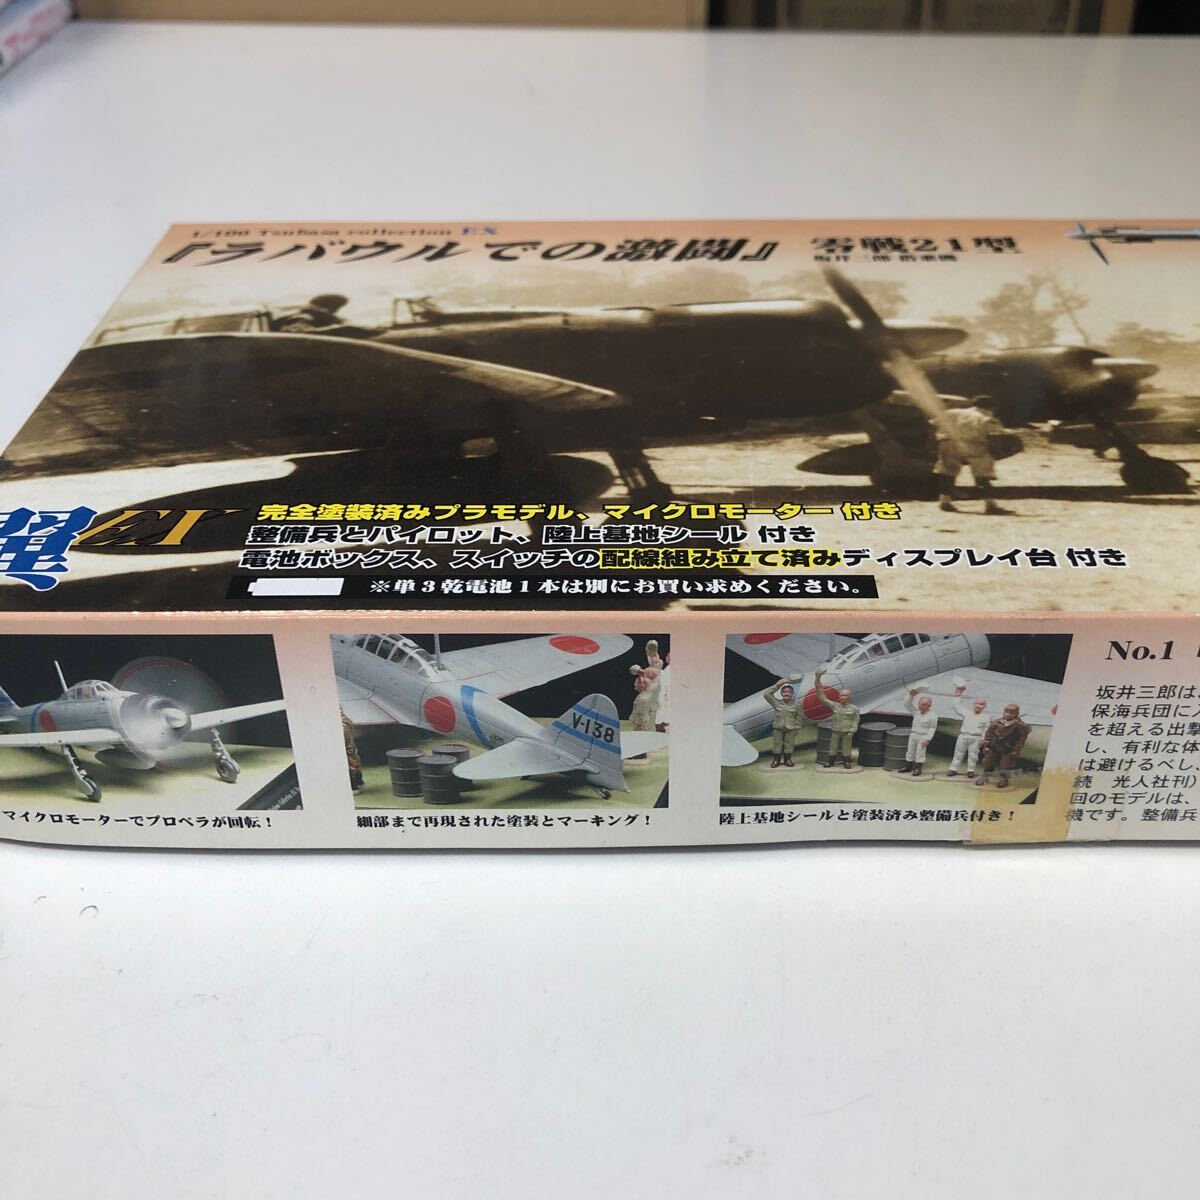 1/100 Tsubasa collection EX
『ラバウルでの激闘』 零戦21型
坂井三郎 搭乗機
翼EX
完全塗装済みプラモデル、マイクロモーター 付き
整備兵とパイロット、陸上基地シール 付き
電池ボックス、スイッチの配線組み立て済みディスプレイ台 付き
※単3乾電池1本は別にお買い求めください。
V-138
マイクロモーターでプロペラが回転!
細部まで再現された塗装とマーキング!
陸上基地シールと塗装済み整備兵付き!
No.1
坂井三郎は
保海兵団に
を超える出撃
し、有利な体
は避けるべし、
続 光人社刊)
回のモデルは、
機です。整備兵